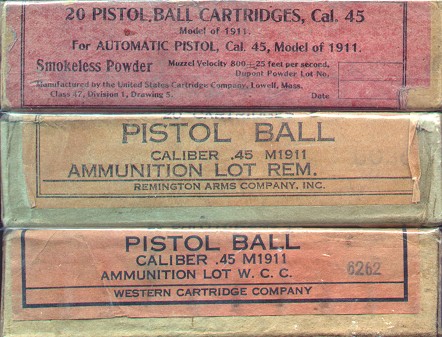 20 PISTOL BALL CARTRIDGES, Cal. 45
Model of 1911.
For AUTOMATIC PISTOL, Cal. 45, Model of 1911.
Smokeless Powder Muzzel Velocity 800±25 feet per second.
Dupont Powder Lot No.
Manufactured by the United States Cartridge Company, Lowell, Mass.
Class 47, Division 1, Drawing 5. Date
20 CARTRIDGES
PISTOL BALL
CALIBER .45 M1911
AMMUNITION LOT REM.
REMINGTON ARMS COMPANY, INC.
PISTOL BALL
CALIBER .45 M1911
AMMUNITION LOT W. C. C. 6262
WESTERN CARTRIDGE COMPANY